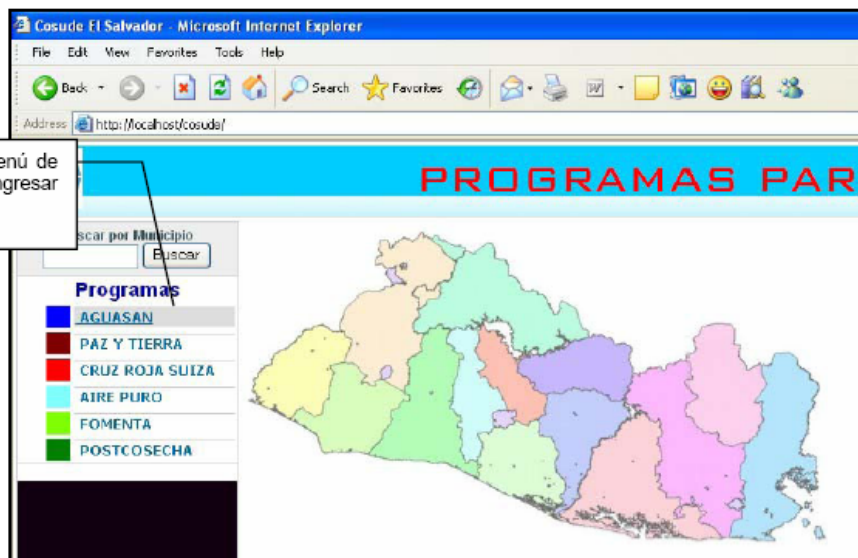 Cosude El Salvador - Microsoft Internet Explorer
File Edit View Favorites Tools Help
Back Search Favorites
Address http://localhost/cosude/
enú de
ngresar
PROGRAMAS PAR
scar por Municipio
Buscar
Programas
AGUASAN
PAZ Y TIERRA
CRUZ ROJA SUIZA
AIRE PURO
FOMENTA
POSTCOSECHA